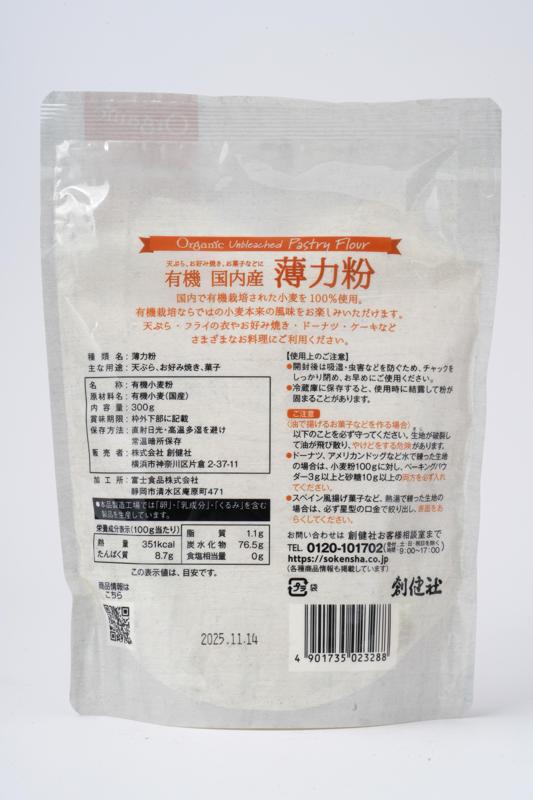 Organic
Organic Unbleached Pastry Flour
天ぷら、お好み焼き、お菓子などに
有機 国内産 薄力粉
国内で有機栽培された小麦を100%使用。
有機栽培ならではの小麦本来の風味をお楽しみいただけます。
天ぷら・フライの衣やお好み焼き・ドーナツ・ケーキなど
さまざまなお料理にご利用ください。
種類名:薄力粉
主な用途:天ぷら、お好み焼き、菓子
名称:有機小麦粉
原材料名:有機小麦(国産)
内容量:300g
賞味期限:枠外下部に記載
保存方法:直射日光・高温多湿を避け
常温暗所保存
販売者:株式会社 創健社
横浜市神奈川区片倉 2-37-11
加工所:富士食品株式会社
静岡市清水区庵原町471
●本品製造工場では「卵」・「乳成分」・「くるみ」を含む
製品を生産しています。
栄養成分表示(100g当たり)
熱量 351kcal
たんぱく質 8.7g
脂質 1.1g
炭水化物 76.5g
食塩相当量 0g
この表示値は、目安です。
商品情報は
こちら
2025.11.14
【使用上のご注意】
●開封後は吸湿・虫害などを防ぐため、チャックを
しっかり閉め、お早めにご使用ください。
●冷蔵庫に保存すると、使用時に結露して粉が
固まることがあります。
ご注意
〈油で揚げるお菓子などを作る場合〉
以下のことを必ず守ってください。生地が破裂し
て油が飛び散り、やけどをする危険があります。
●ドーナツ、アメリカンドッグなど水で練った生地
の場合は、小麦粉100gに対し、ベーキングパウ
ダー3g以上と砂糖10g以上の両方を必ず入れ
てください。
●スペイン風揚げ菓子など、熱湯で練った生地の
場合は、必ず星型の口金で絞り出し、表面をあ
らくしてください。
お問い合わせは 創健社お客様相談室まで
TEL 0120-101702 (土・日・祝日を除く 時間 9:00~17:00)
https://sokensha.co.jp
(各種商品情報も掲載しています)
プラ 袋
創健社
4 901735 023288